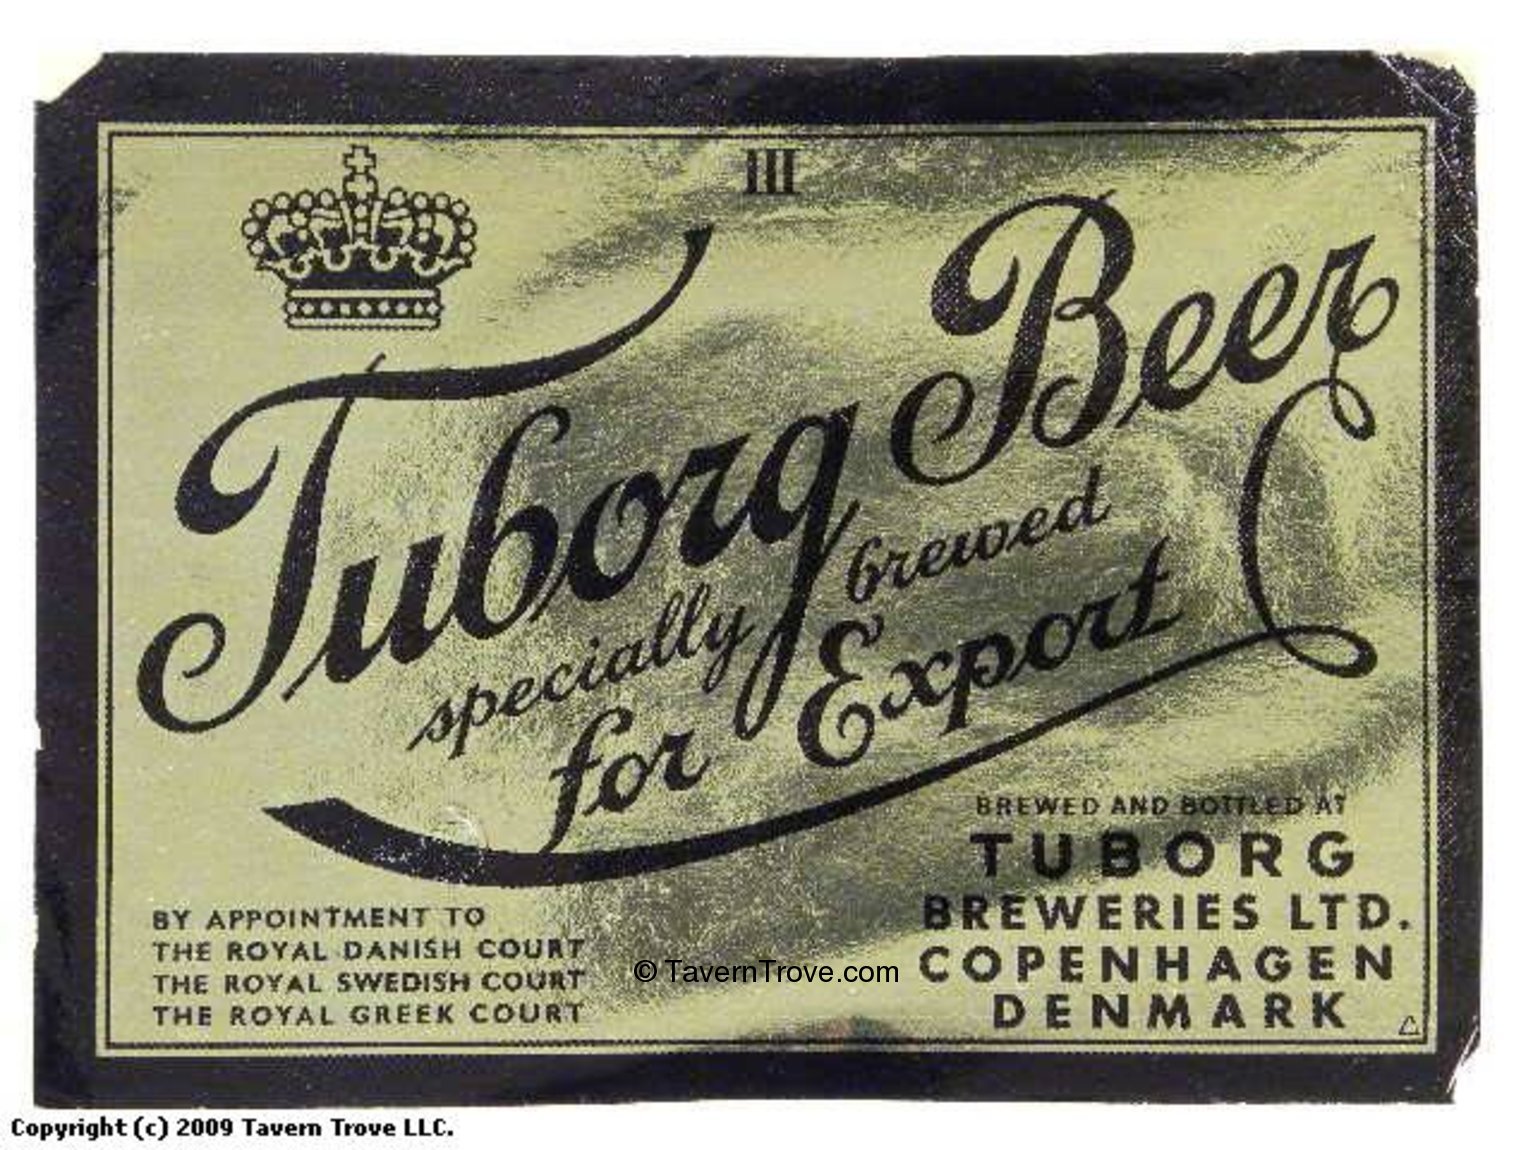 III
Tuborg Beer
specially brewed
for Export
BREWED AND BOTTLED AT
TUBORG
BREWERIES LTD.
COPENHAGEN
DENMARK
BY APPOINTMENT TO
THE ROYAL DANISH COURT
THE ROYAL SWEDISH COURT
THE ROYAL GREEK COURT
© TavernTrove.com
Copyright (c) 2009 Tavern Trove LLC.